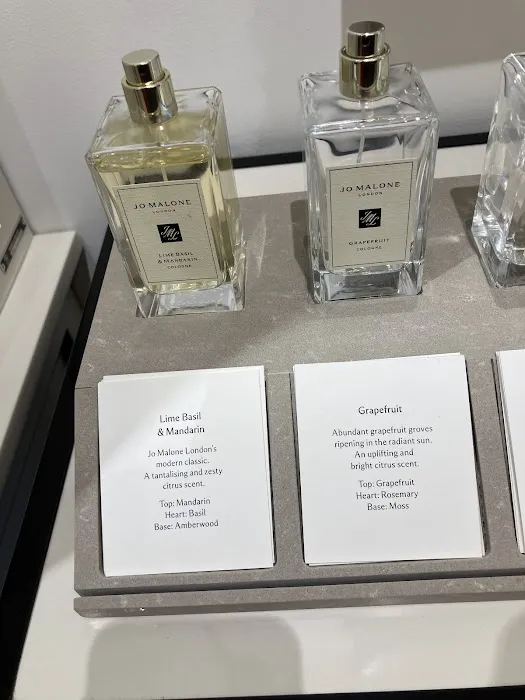 JO MALONE
LONDON
JML
LIME BASIL
& MANDARIN
COLOGNE
JO MALONE
LONDON
JML
GRAPEFRUIT
COLOGNE
Lime Basil
& Mandarin
Jo Malone London's
modern classic.
A tantalising and zesty
citrus scent.
Top: Mandarin
Heart: Basil
Base: Amberwood
Grapefruit
Abundant grapefruit groves
ripening in the radiant sun.
An uplifting and
bright citrus scent.
Top: Grapefruit
Heart: Rosemary
Base: Moss